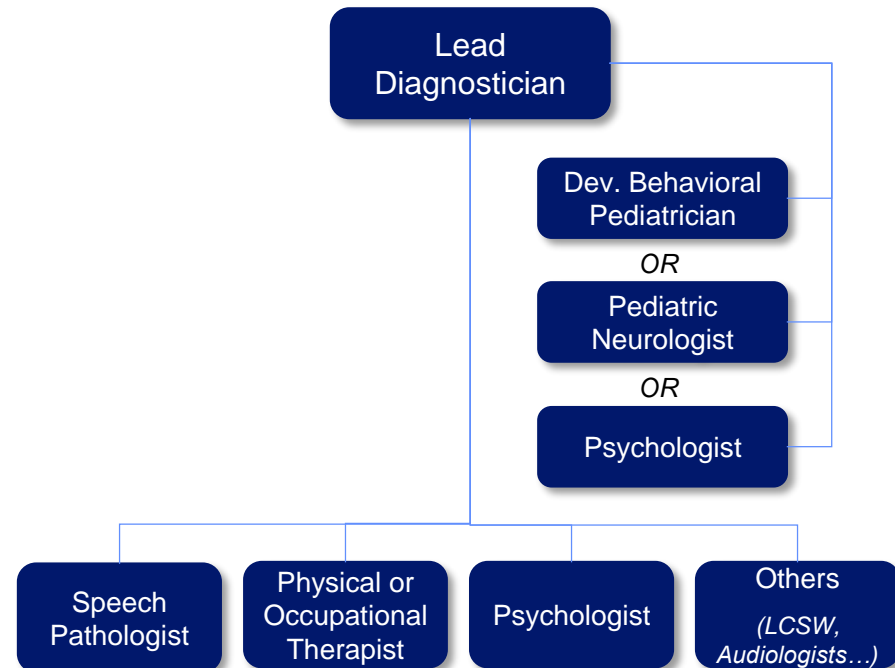 Lead
Diagnostician
Dev. Behavioral
Pediatrician
OR
Pediatric
Neurologist
OR
Psychologist
Speech
Pathologist
Physical or
Occupational
Therapist
Psychologist
Others
(LCSW,
Audiologists…)